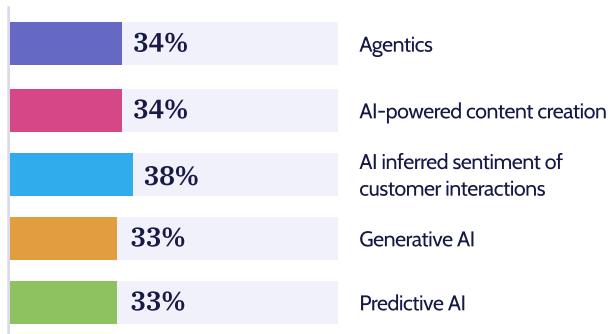 34% Agentics
34% AI-powered content creation
38% AI inferred sentiment of
customer interactions
33% Generative AI
33% Predictive AI